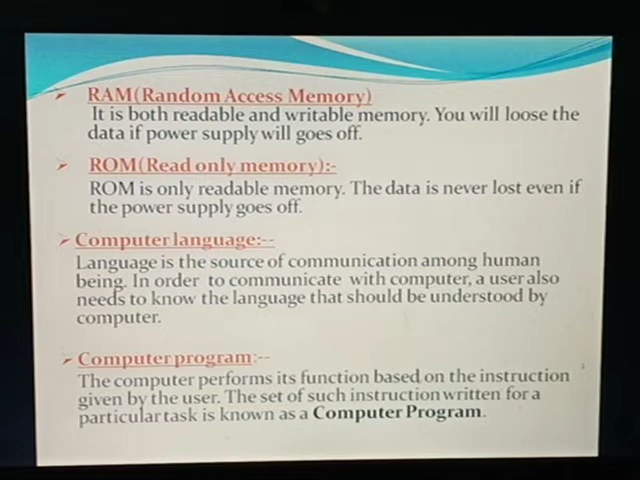 RAM(Random Access Memory)
It is both readable and writable memory. You will loose the
data if power supply will goes off.
ROM(Read only memory):-
ROM is only readable memory. The data is never lost even if
the power supply goes off.
Computer language:--
Language is the source of communication among human
being. In order to communicate with computer, a user also
needs to know the language that should be understood by
computer.
Computer program:--
The computer performs its function based on the instruction
given by the user. The set of such instruction written for a
particular task is known as a Computer Program.